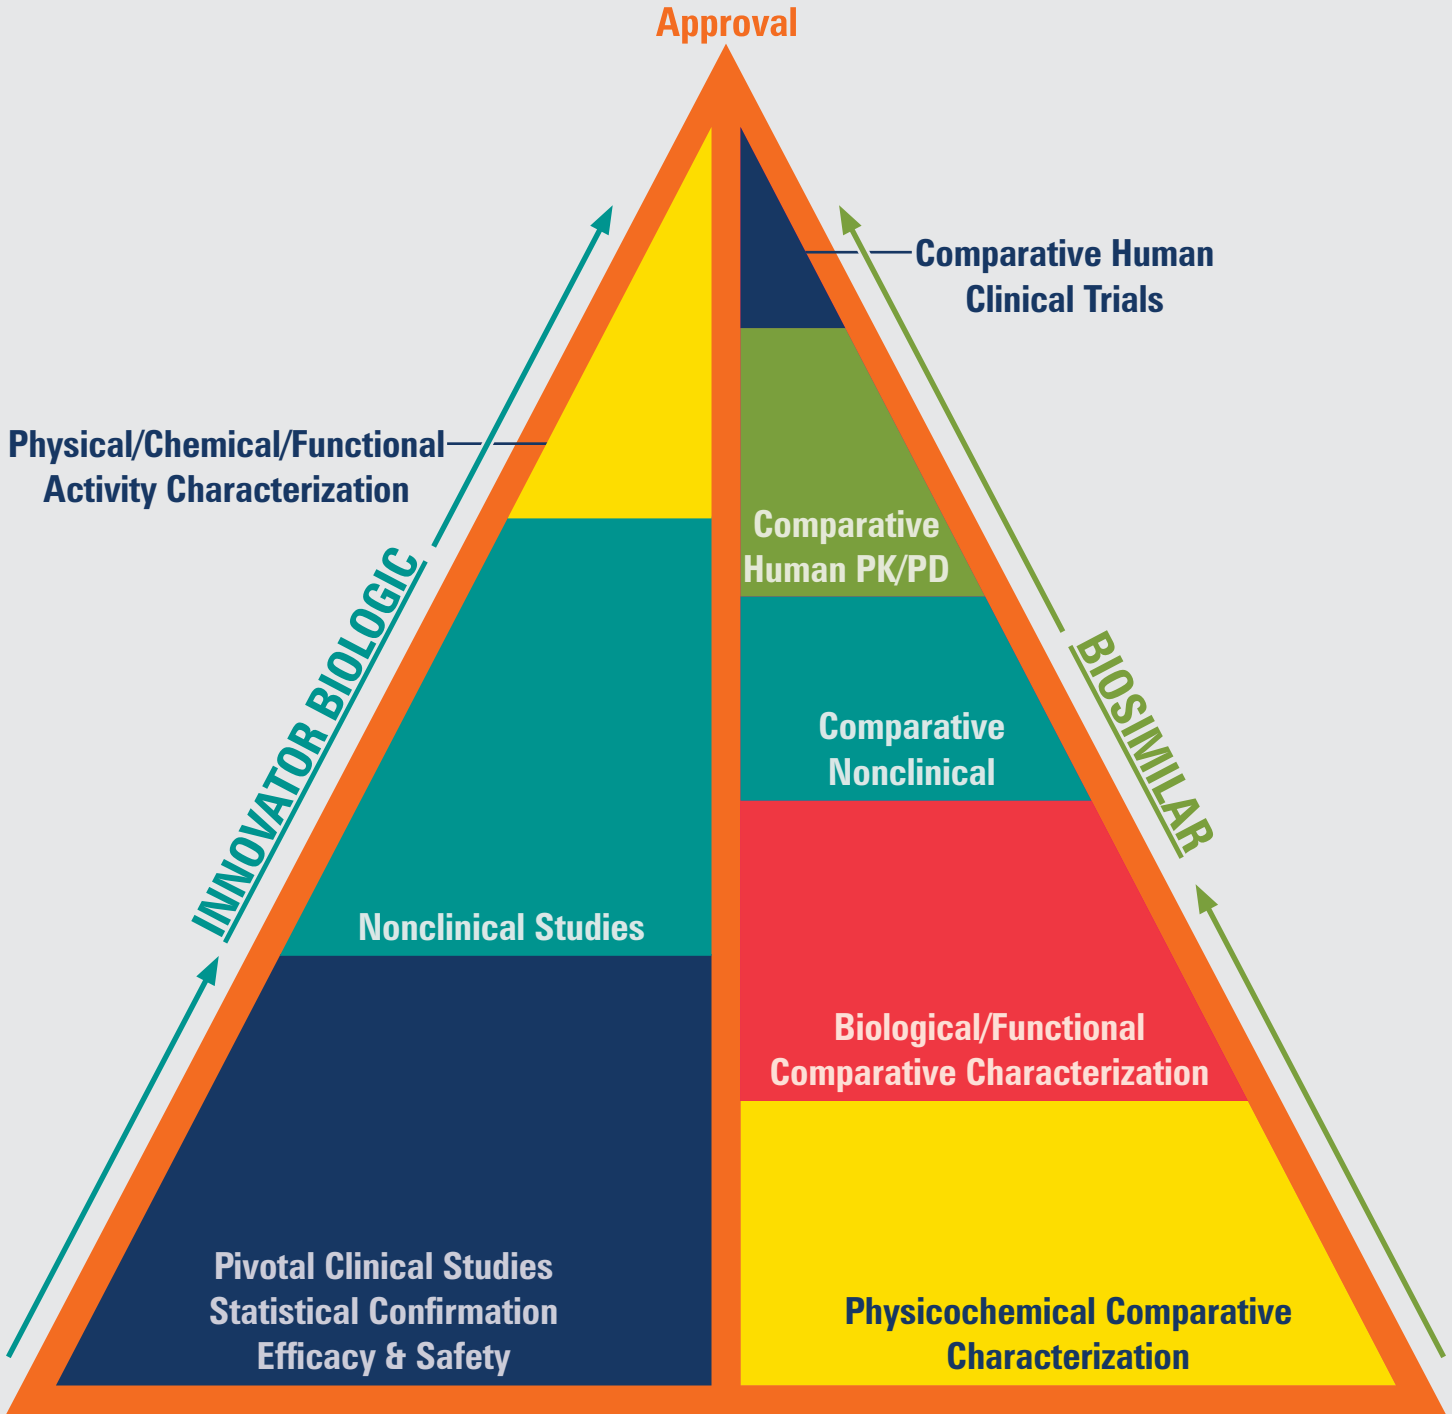 Approval
Comparative Human
Clinical Trials
Physical/Chemical/Functional
Activity Characterization
Comparative
Human PK/PD
INNOVATOR BIOLOGIC
BIOSIMILAR
Comparative
Nonclinical
Nonclinical Studies
Biological/Functional
Comparative Characterization
Pivotal Clinical Studies
Statistical Confirmation
Efficacy & Safety
Physicochemical Comparative
Characterization